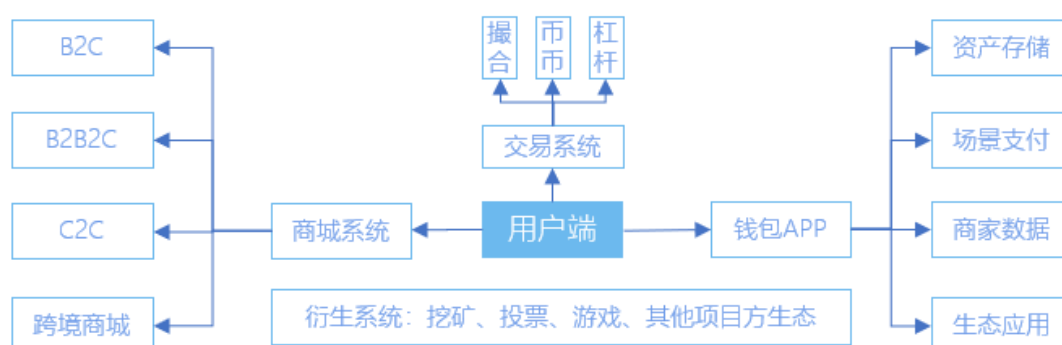 B2C
撮合
币币
杠杆
资产存储
B2B2C
交易系统
场景支付
C2C
商城系统
用户端
钱包APP
商家数据
跨境商城
衍生系统：挖矿、投票、游戏、其他项目方生态
生态应用